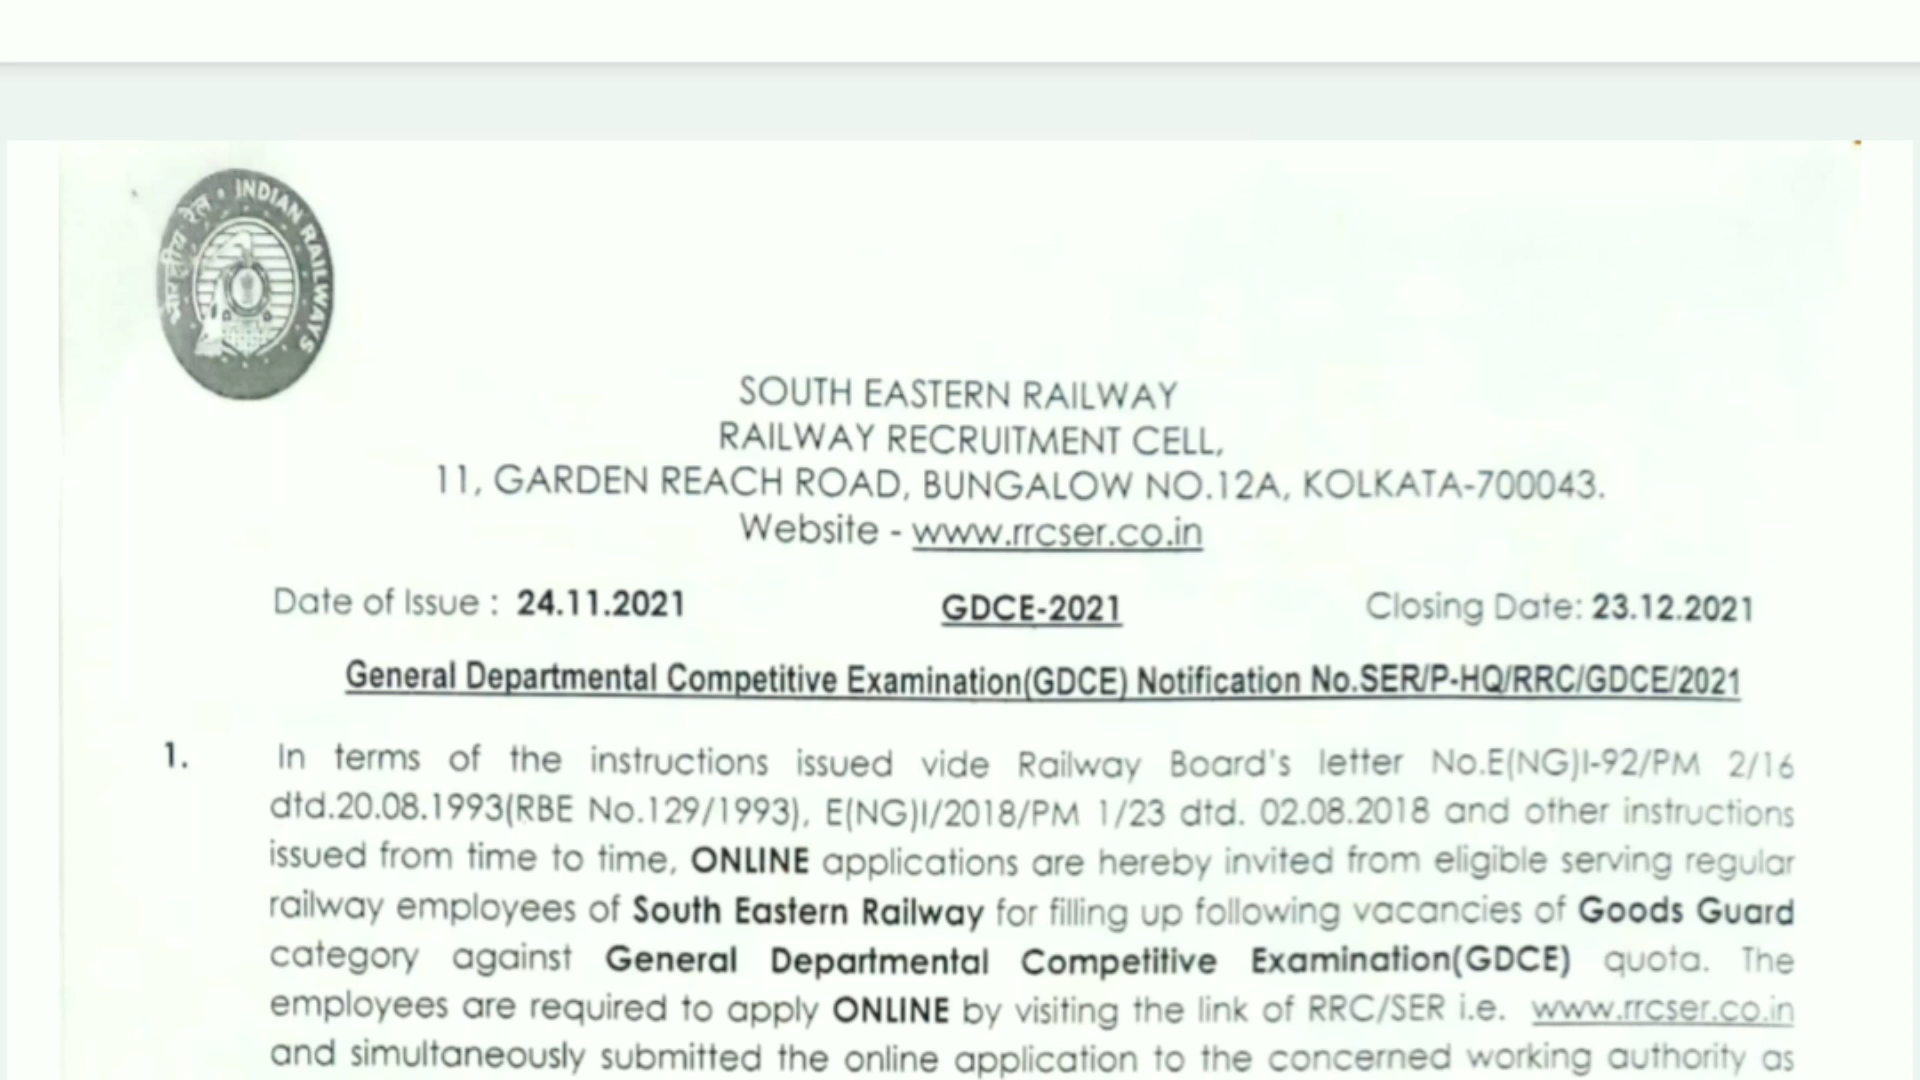 भारतीय रेल • INDIAN RAILWAYS
SOUTH EASTERN RAILWAY
RAILWAY RECRUITMENT CELL,
11, GARDEN REACH ROAD, BUNGALOW NO.12A, KOLKATA-700043.
Website - www.rrcser.co.in
Date of Issue : 24.11.2021 GDCE-2021 Closing Date: 23.12.2021
General Departmental Competitive Examination(GDCE) Notification No.SER/P-HQ/RRC/GDCE/2021
1. In terms of the instructions issued vide Railway Board's letter No.E(NG)I-92/PM 2/16
dtd.20.08.1993(RBE No.129/1993), E(NG)I/2018/PM 1/23 dtd. 02.08.2018 and other instructions
issued from time to time, ONLINE applications are hereby invited from eligible serving regular
railway employees of South Eastern Railway for filling up following vacancies of Goods Guard
category against General Departmental Competitive Examination(GDCE) quota. The
employees are required to apply ONLINE by visiting the link of RRC/SER i.e. www.rrcser.co.in
and simultaneously submitted the online application to the concerned working authority as